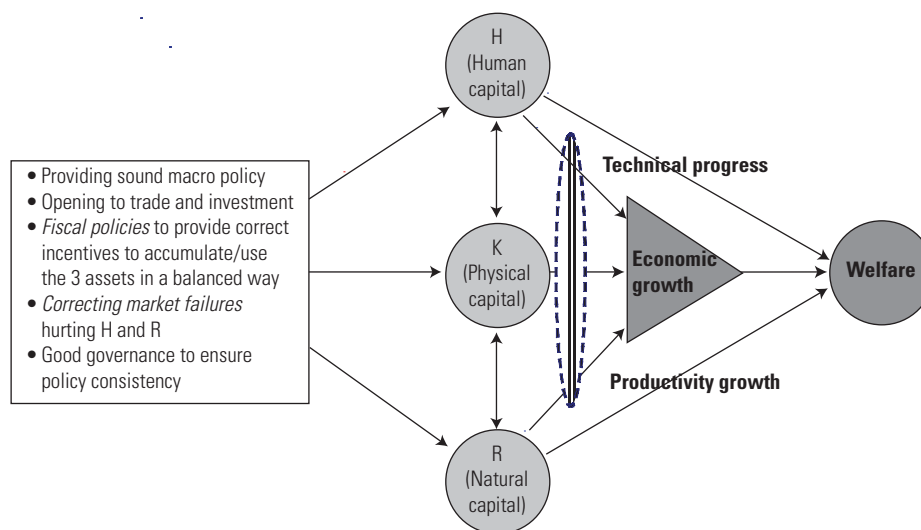 H
(Human
capital)
• Providing sound macro policy
• Opening to trade and investment
• Fiscal policies to provide correct
incentives to accumulate/use
the 3 assets in a balanced way
• Correcting market failures
hurting H and R
• Good governance to ensure
policy consistency
K
(Physical
capital)
R
(Natural
capital)
Technical progress
Economic
growth
Productivity growth
Welfare